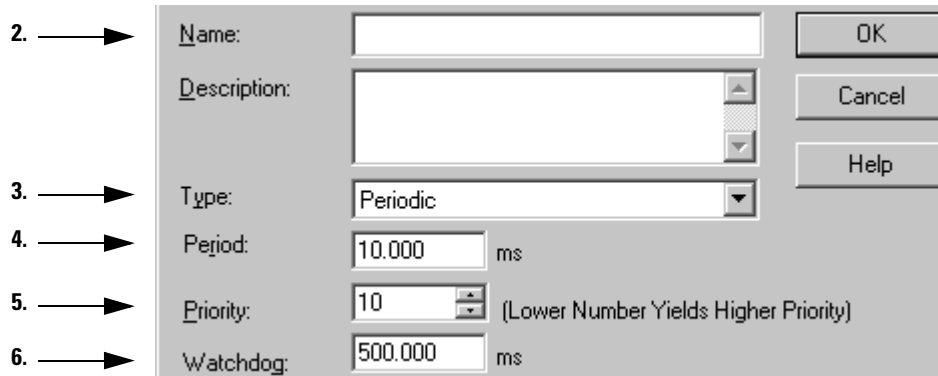 2. Name: OK
Description: Cancel
Help
3. Type: Periodic
4. Period: 10.000 ms
5. Priority: 10 (Lower Number Yields Higher Priority)
6. Watchdog: 500.000 ms